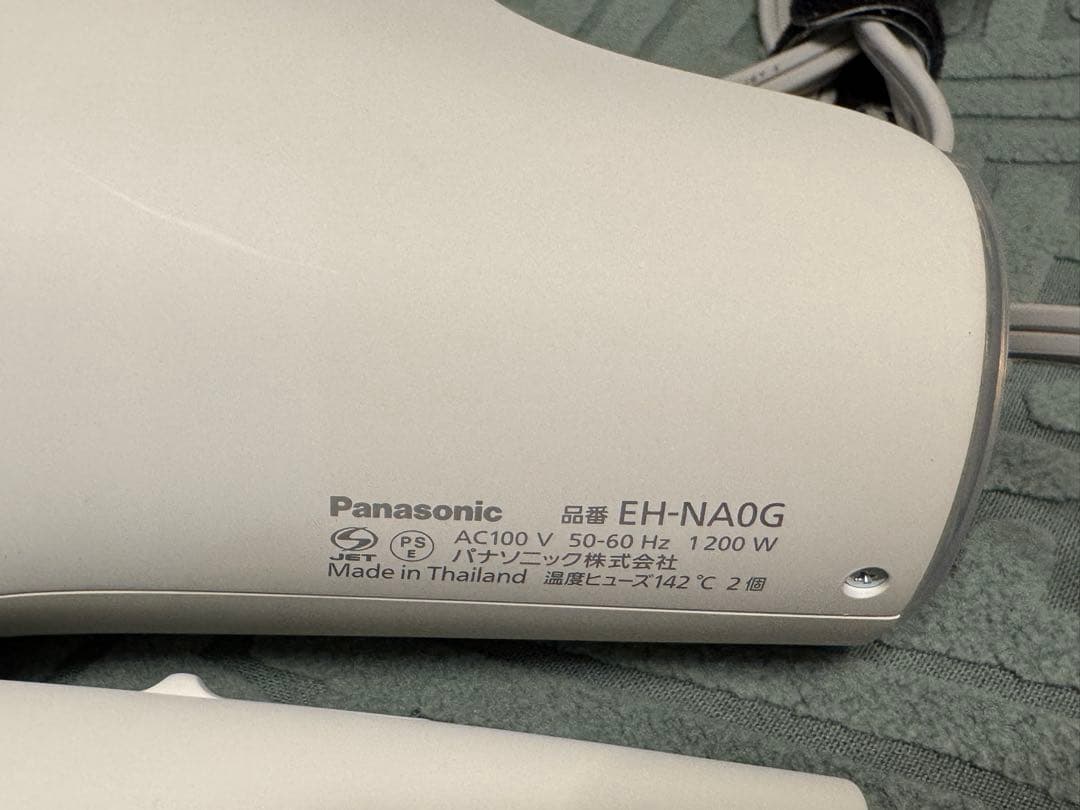 Panasonic 品番 EH-NA0G
JET PS E AC100 V 50-60 Hz 1200 W
パナソニック株式会社
Made in Thailand 温度ヒューズ142℃ 2個